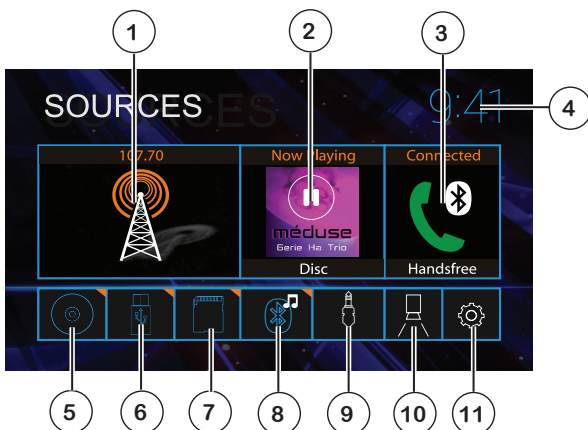 1
2
3
SOURCES
9:41
4
107.70
Now Playing
Connected
méduse
Gerie Ha Trio
Disc
Handsfree
5
6
7
8
9
10
11